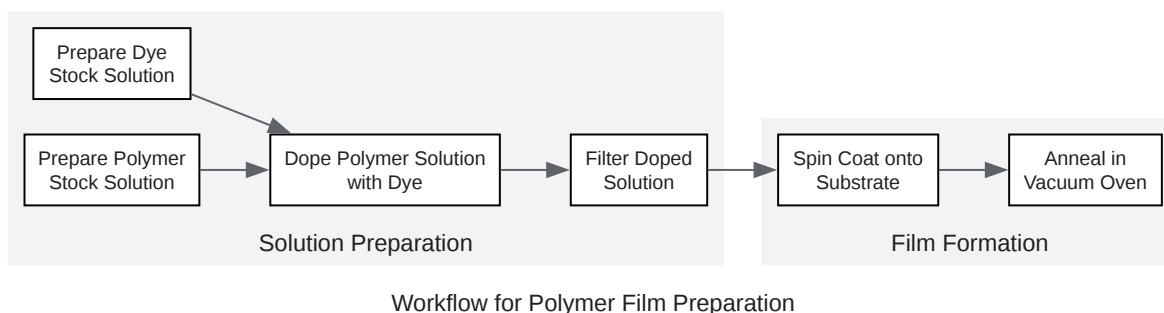 Prepare Dye
Stock Solution
Prepare Polymer
Stock Solution
Dope Polymer Solution
with Dye
Filter Doped
Solution
Spin Coat onto
Substrate
Anneal in
Vacuum Oven
Solution Preparation
Film Formation
Workflow for Polymer Film Preparation